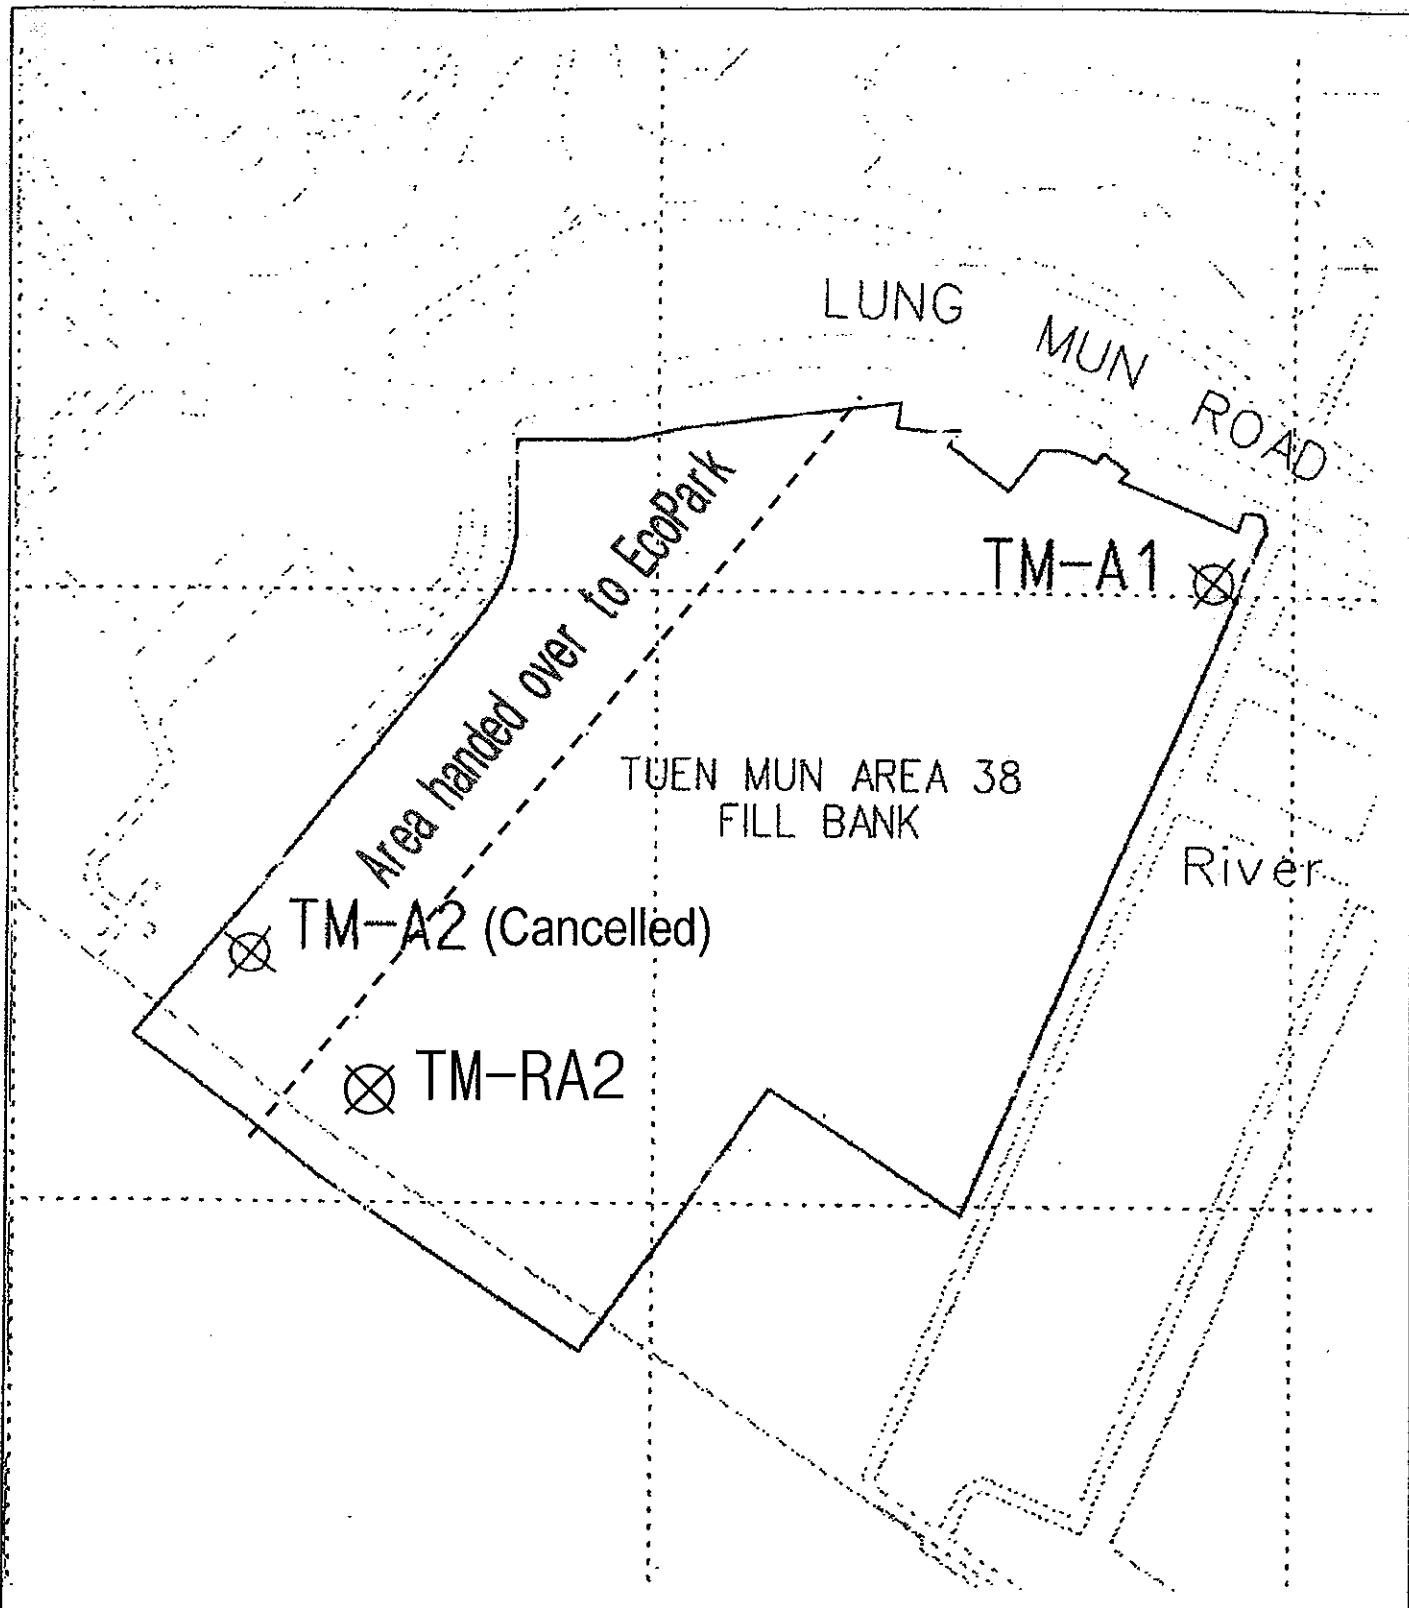 LUNG MUN ROAD
Area handed over to EcoPark
TM-A1
TUEN MUN AREA 38
FILL BANK
River
TM-A2 (Cancelled)
TM-RA2